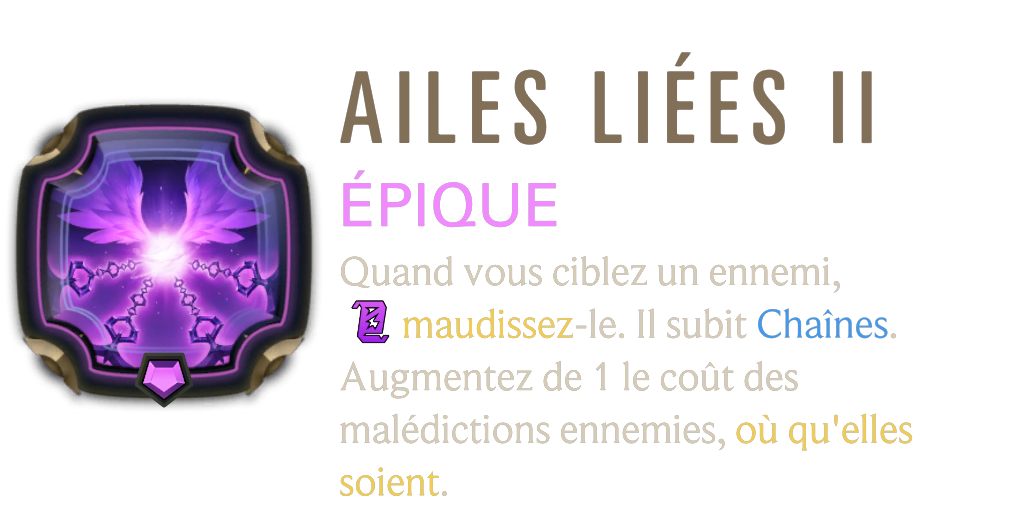 AILES LIÉES II
ÉPIQUE
Quand vous ciblez un ennemi,
maudissez-le. Il subit Chaînes.
Augmentez de 1 le coût des
malédictions ennemies, où qu'elles
soient.